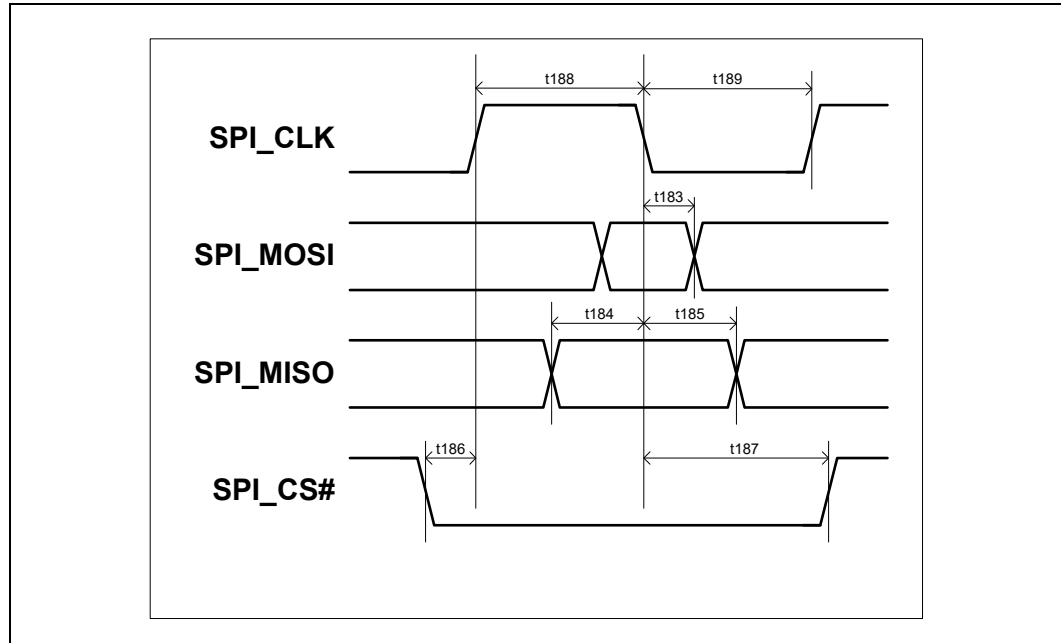 t188
t189
SPI_CLK
t183
SPI_MOSI
t184
t185
SPI_MISO
t186
t187
SPI_CS#